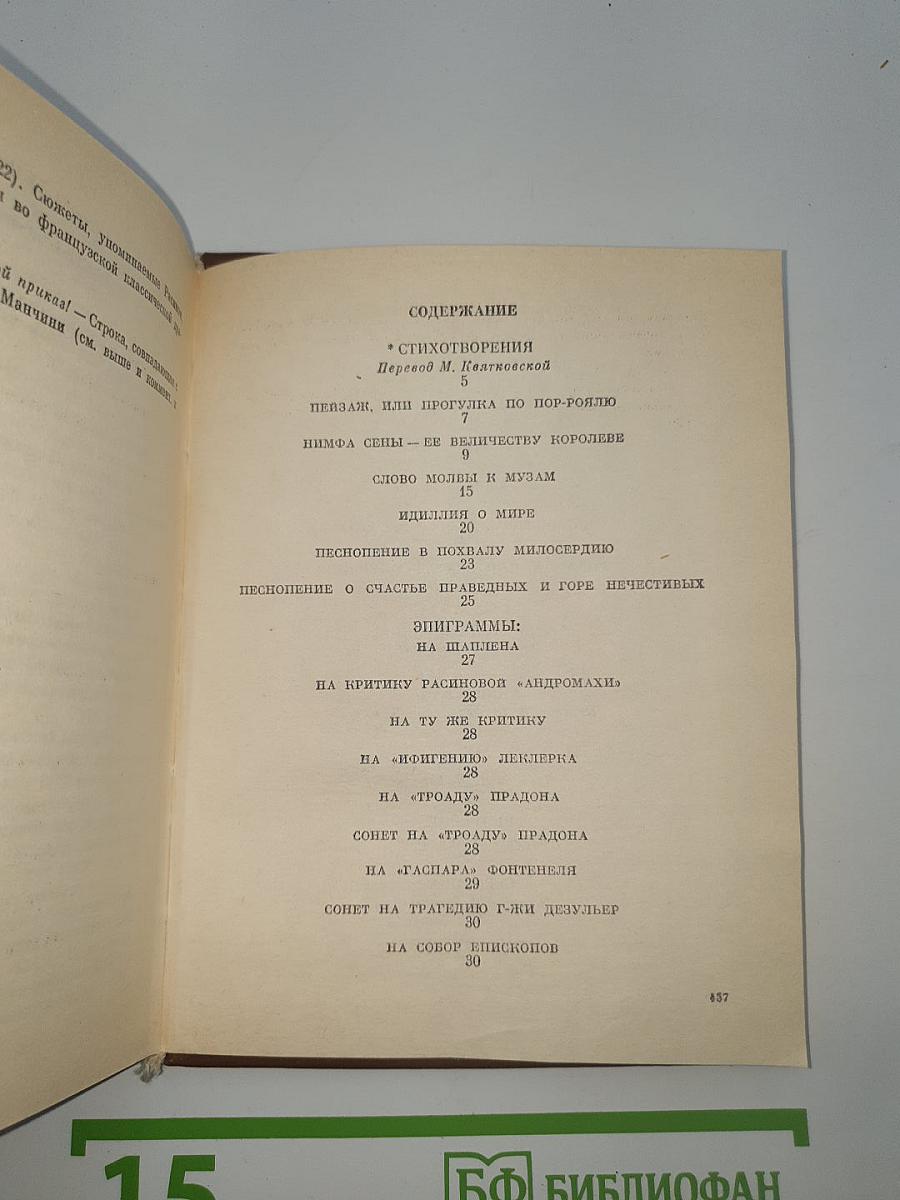 22). Сюжеты, упоминаемые Расином,
во французской классической
й приказ! — Строка, совпадающая с
Манчини (см. выше и коммент. к
СОДЕРЖАНИЕ
* СТИХОТВОРЕНИЯ
Перевод М. Квятковской
5
ПЕЙЗАЖ, ИЛИ ПРОГУЛКА ПО ПОР-РОЯЛЮ
7
НИМФА СЕНЫ — ЕЕ ВЕЛИЧЕСТВУ КОРОЛЕВЕ
9
СЛОВО МОЛВЫ К МУЗАМ
15
ИДИЛЛИЯ О МИРЕ
20
ПЕСНОПЕНИЕ В ПОХВАЛУ МИЛОСЕРДИЮ
23
ПЕСНОПЕНИЕ О СЧАСТЬЕ ПРАВЕДНЫХ И ГОРЕ НЕЧЕСТИВЫХ
25
ЭПИГРАММЫ:
НА ШАПЛЕНА
27
НА КРИТИКУ РАСИНОВОЙ «АНДРОМАХИ»
28
НА ТУ ЖЕ КРИТИКУ
28
НА «ИФИГЕНИЮ» ЛЕКЛЕРКА
28
НА «ТРОАДУ» ПРАДОНА
28
СОНЕТ НА «ТРОАДУ» ПРАДОНА
28
НА «ГАСПАРА» ФОНТЕНЕЛЯ
29
СОНЕТ НА ТРАГЕДИЮ Г-ЖИ ДЕЗУЛЬЕР
30
НА СОБОР ЕПИСКОПОВ
30
437
15
БФ БИБЛИОФАН